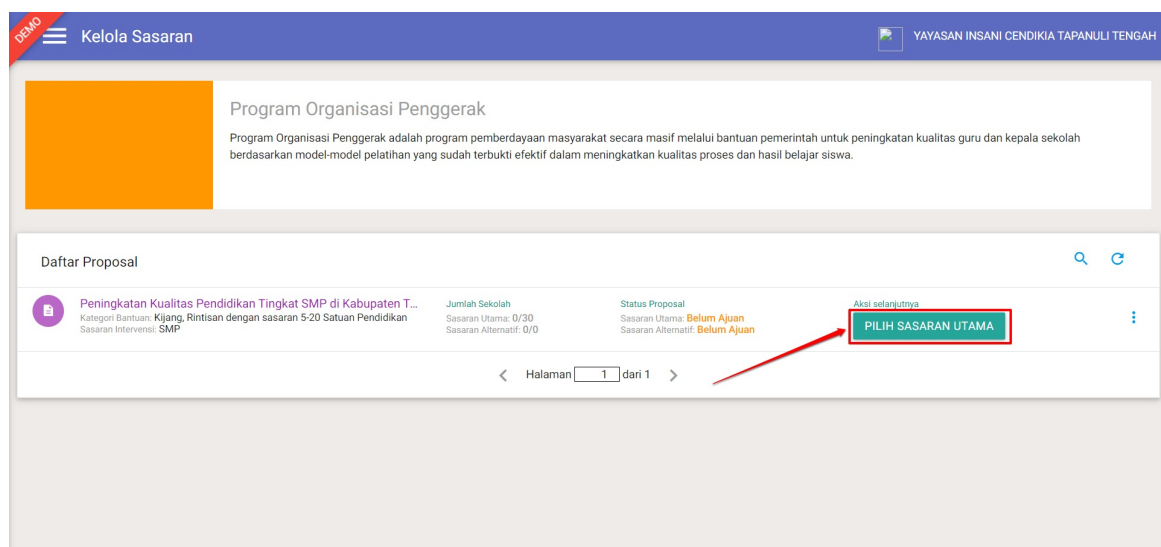 DEMO
Kelola Sasaran
YAYASAN INSANI CENDIKIA TAPANULI TENGAH
Program Organisasi Penggerak
Program Organisasi Penggerak adalah program pemberdayaan masyarakat secara masif melalui bantuan pemerintah untuk peningkatan kualitas guru dan kepala sekolah
berdasarkan model-model pelatihan yang sudah terbukti efektif dalam meningkatkan kualitas proses dan hasil belajar siswa.
Daftar Proposal
Peningkatan Kualitas Pendidikan Tingkat SMP di Kabupaten T...
Kategori Bantuan: Kijang, Rintisan dengan sasaran 5-20 Satuan Pendidikan
Sasaran Intervensi: SMP
Jumlah Sekolah
Sasaran Utama: 0/30
Sasaran Alternatif: 0/0
Status Proposal
Sasaran Utama: Belum Ajuan
Sasaran Alternatif: Belum Ajuan
Aksi selanjutnya
PILIH SASARAN UTAMA
Halaman 1 dari 1